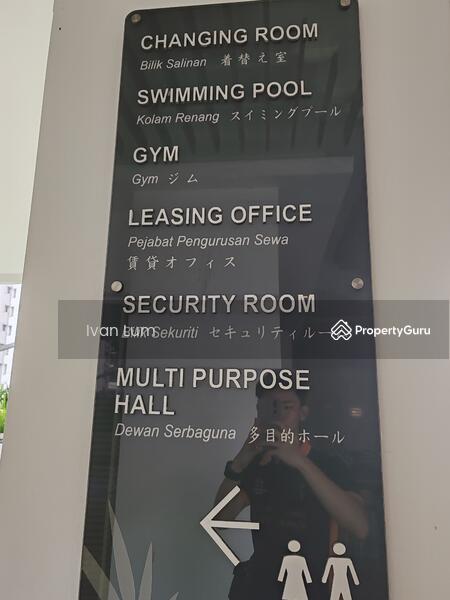 CHANGING ROOM
Bilik Salinan 着替え室
SWIMMING POOL
Kolam Renang スイミングプール
GYM
Gym ジム
LEASING OFFICE
Pejabat Pengurusan Sewa
賃貸オフィス
SECURITY ROOM
Sekuriti セキュリティルー
Ivan Lum
PropertyGuru
MULTI PURPOSE
HALL
Dewan Serbaguna 多目的ホール